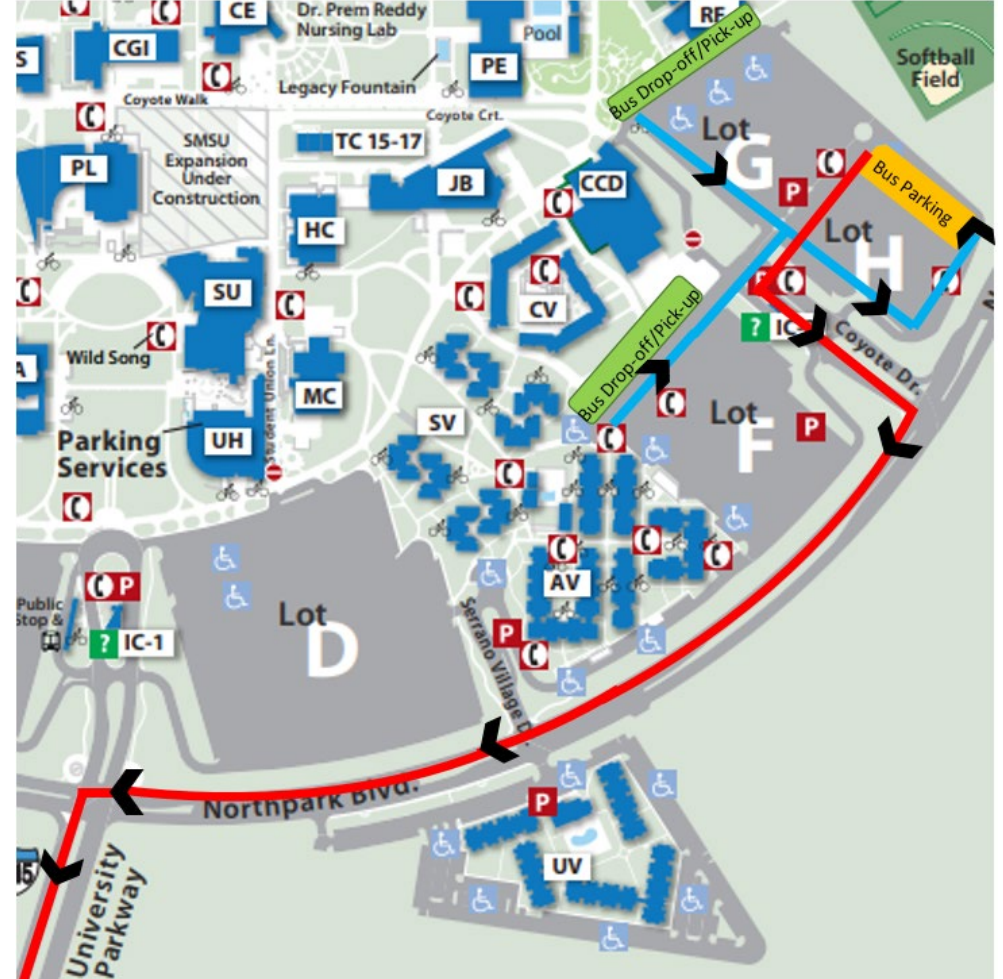 CE
Dr. Prem Reddy
Nursing Lab
RE
Pool
Softball
Field
S
CGI
PE
Legacy Fountain
Bus Drop-off/Pick-up
Coyote Walk
Coyote Crt.
Lot
G
SMSU
Expansion
Under
Construction
TC 15-17
PL
JB
CCD
P
Bus Parking
HC
Lot
H
SU
CV
P
Bus Drop-off/Pick-up
? IC-
Coyote Dr.
N
Wild Song
A
MC
Student Union Ln.
Lot
F
P
SV
Parking
Services
UH
P
AV
Public
Stop &
? IC-1
Lot
D
P
Serrano Village D
Northpark Blvd.
P
UV
University
Parkway